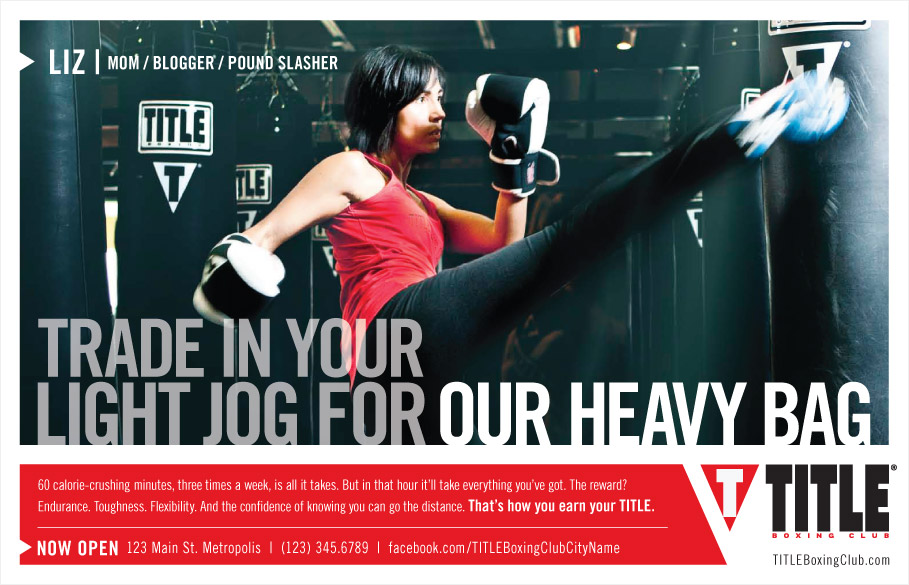 LIZ | MOM / BLOGGER / POUND SLASHER
TITLE
BOXING
T
TLE
T
TRADE IN YOUR
LIGHT JOG FOR OUR HEAVY BAG
60 calorie-crushing minutes, three times a week, is all it takes. But in that hour it'll take everything you've got. The reward?
Endurance. Toughness. Flexibility. And the confidence of knowing you can go the distance. That's how you earn your TITLE.
NOW OPEN 123 Main St. Metropolis | (123) 345.6789 | facebook.com/TITLEBoxingClubCityName
T TITLE®
BOXING CLUB
TITLEBoxingClub.com